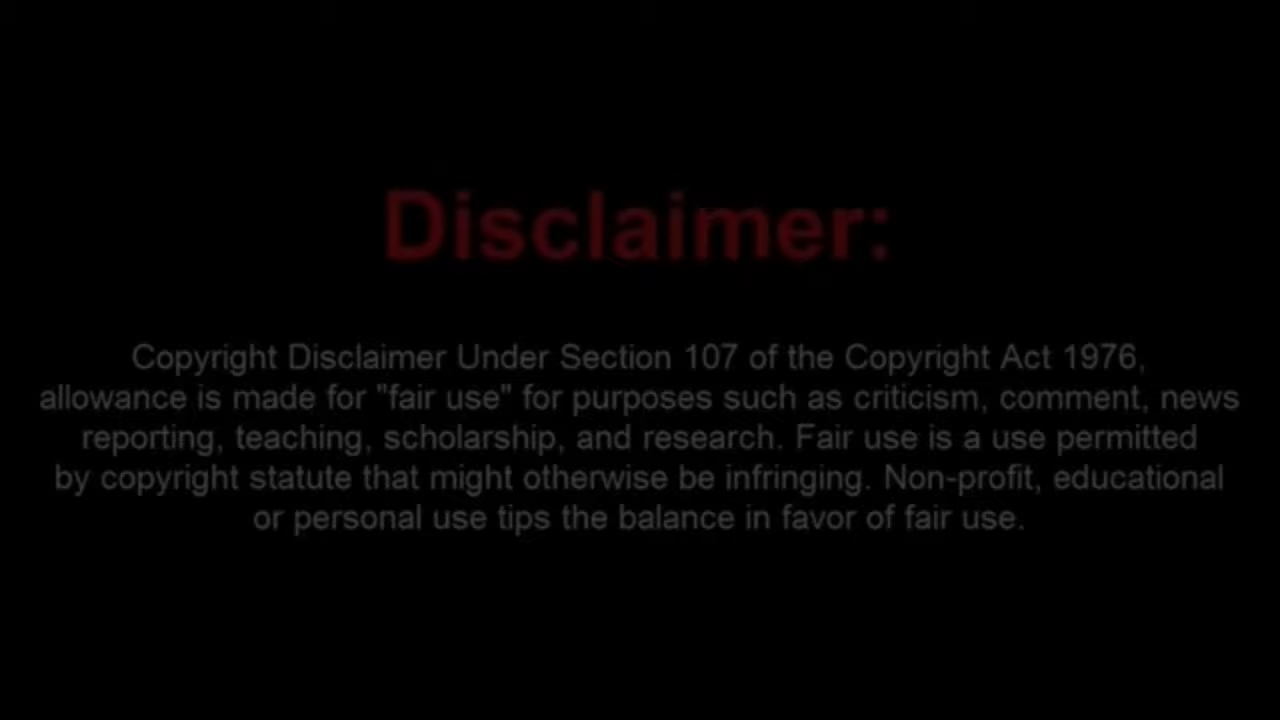 Disclaimer:
Copyright Disclaimer Under Section 107 of the Copyright Act 1976,
allowance is made for "fair use" for purposes such as criticism, comment, news
reporting, teaching, scholarship, and research. Fair use is a use permitted
by copyright statute that might otherwise be infringing. Non-profit, educational
or personal use tips the balance in favor of fair use.